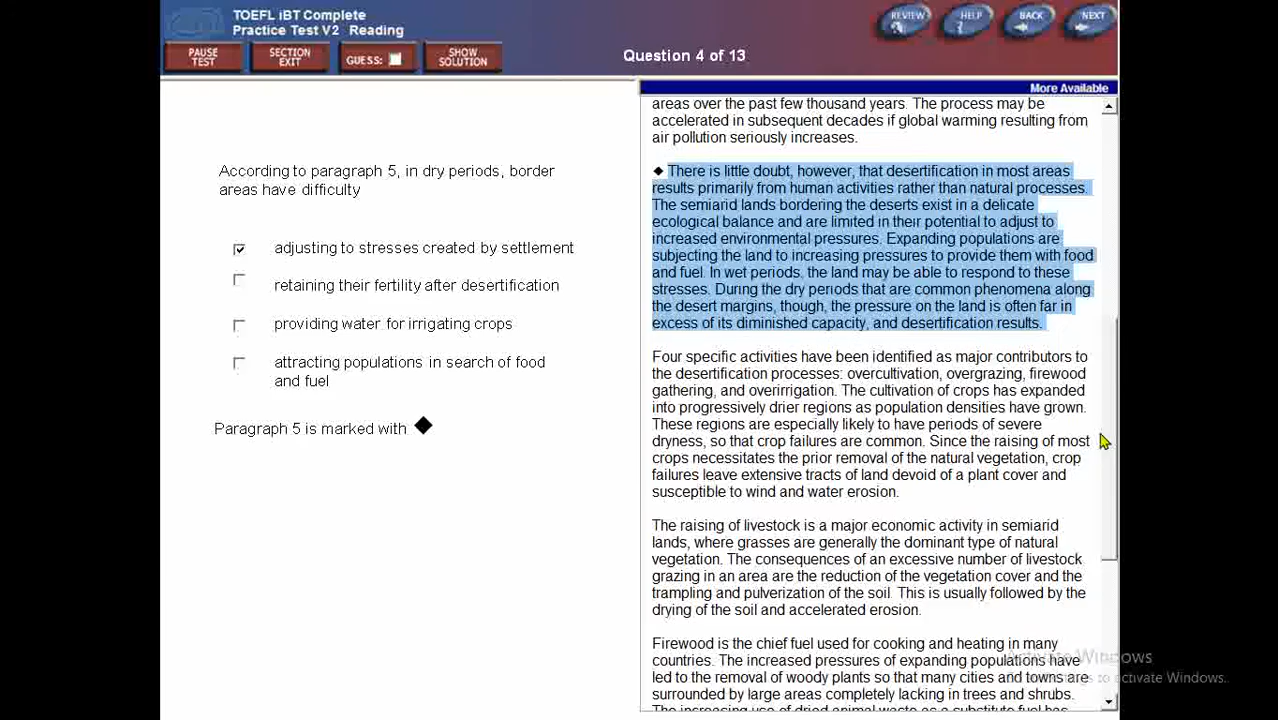 TOEFL iBT Complete
Practice Test V2 Reading
REVIEW
HELP
BACK
NEXT
PAUSE
TEST
SECTION
EXIT
GUESS:
SHOW
SOLUTION
Question 4 of 13
More Available
According to paragraph 5, in dry periods, border
areas have difficulty
adjusting to stresses created by settlement
retaining their fertility after desertification
providing water for irrigating crops
attracting populations in search of food
and fuel
Paragraph 5 is marked with ◆
areas over the past few thousand years. The process may be
accelerated in subsequent decades if global warming resulting from
air pollution seriously increases.
◆ There is little doubt, however, that desertification in most areas
results primarily from human activities rather than natural processes.
The semiarid lands bordering the deserts exist in a delicate
ecological balance and are limited in their potential to adjust to
increased environmental pressures. Expanding populations are
subjecting the land to increasing pressures to provide them with food
and fuel. In wet periods, the land may be able to respond to these
stresses. During the dry periods that are common phenomena along
the desert margins, though, the pressure on the land is often far in
excess of its diminished capacity, and desertification results.
Four specific activities have been identified as major contributors to
the desertification processes: overcultivation, overgrazing, firewood
gathering, and overirrigation. The cultivation of crops has expanded
into progressively drier regions as population densities have grown.
These regions are especially likely to have periods of severe
dryness, so that crop failures are common. Since the raising of most
crops necessitates the prior removal of the natural vegetation, crop
failures leave extensive tracts of land devoid of a plant cover and
susceptible to wind and water erosion.
The raising of livestock is a major economic activity in semiarid
lands, where grasses are generally the dominant type of natural
vegetation. The consequences of an excessive number of livestock
grazing in an area are the reduction of the vegetation cover and the
trampling and pulverization of the soil. This is usually followed by the
drying of the soil and accelerated erosion.
Firewood is the chief fuel used for cooking and heating in many
countries. The increased pressures of expanding populations have
led to the removal of woody plants so that many cities and towns are
surrounded by large areas completely lacking in trees and shrubs.
The increasing use of dried animal waste as a substitute fuel has
Activate Windows
to activate Windows.